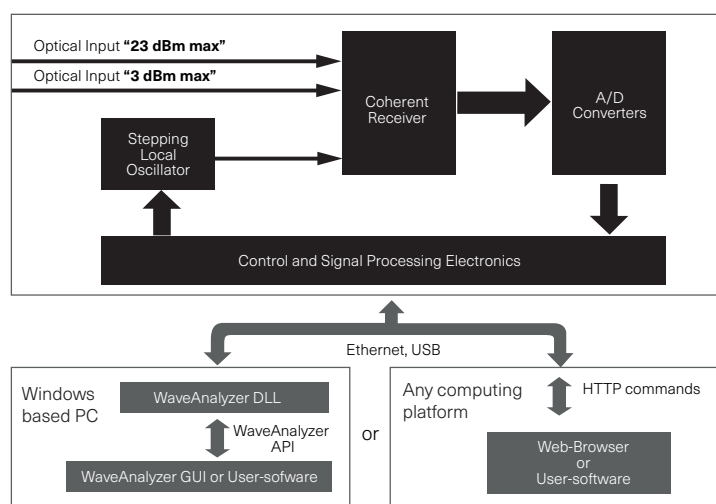 Optical Input “23 dBm max”
Optical Input “3 dBm max”
Coherent
Receiver
A/D
Converters
Stepping
Local
Oscillator
Control and Signal Processing Electronics
Ethernet, USB
Windows
based PC
WaveAnalyzer DLL
WaveAnalyzer
API
WaveAnalyzer GUI or User-sofware
or
Any computing
platform
HTTP commands
Web-Browser
or
User-software